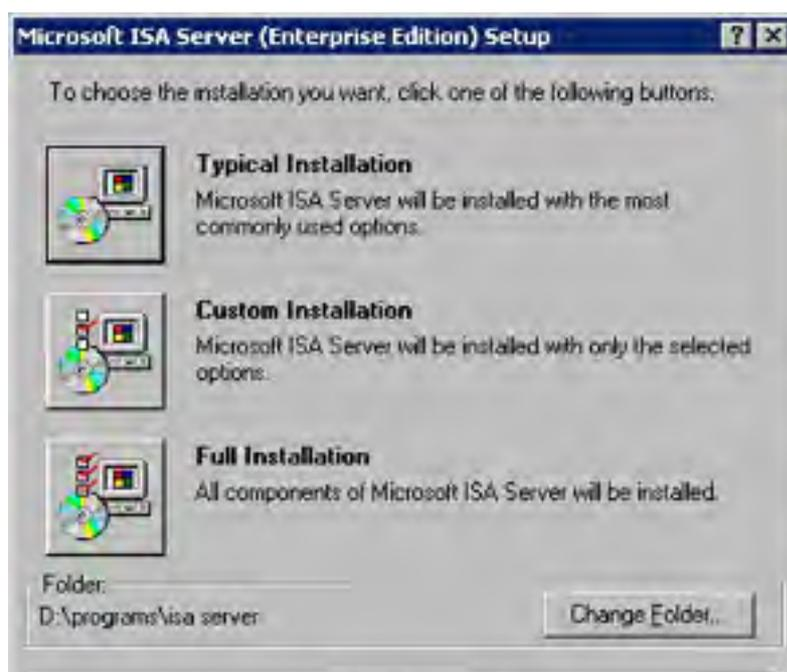 Microsoft ISA Server (Enterprise Edition) Setup
To choose the installation you want, click one of the following buttons.
Typical Installation
Microsoft ISA Server will be installed with the most
commonly used options.
Custom Installation
Microsoft ISA Server will be installed with only the selected
options.
Full Installation
All components of Microsoft ISA Server will be installed.
Folder:
D:\programs\isa server
Change Folder...